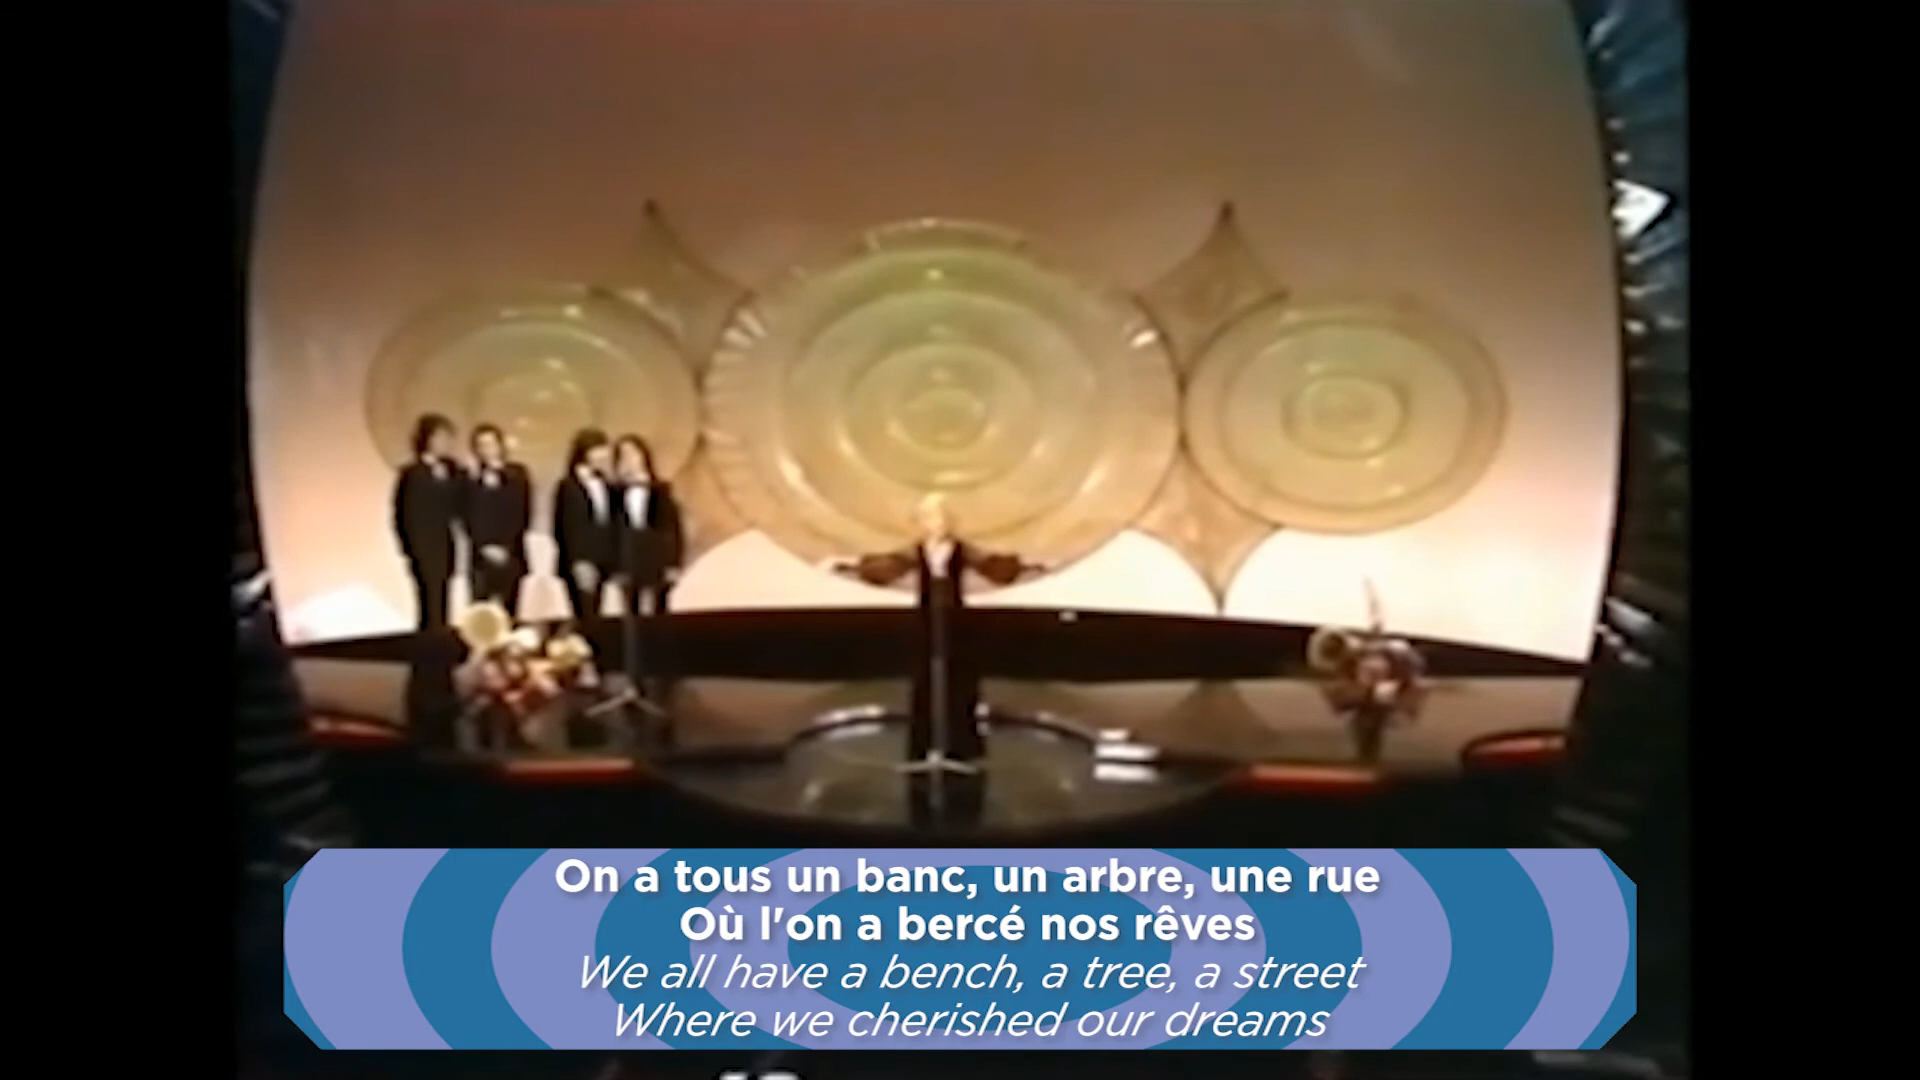 On a tous un banc, un arbre, une rue
Où l'on a bercé nos rêves
We all have a bench, a tree, a street
Where we cherished our dreams